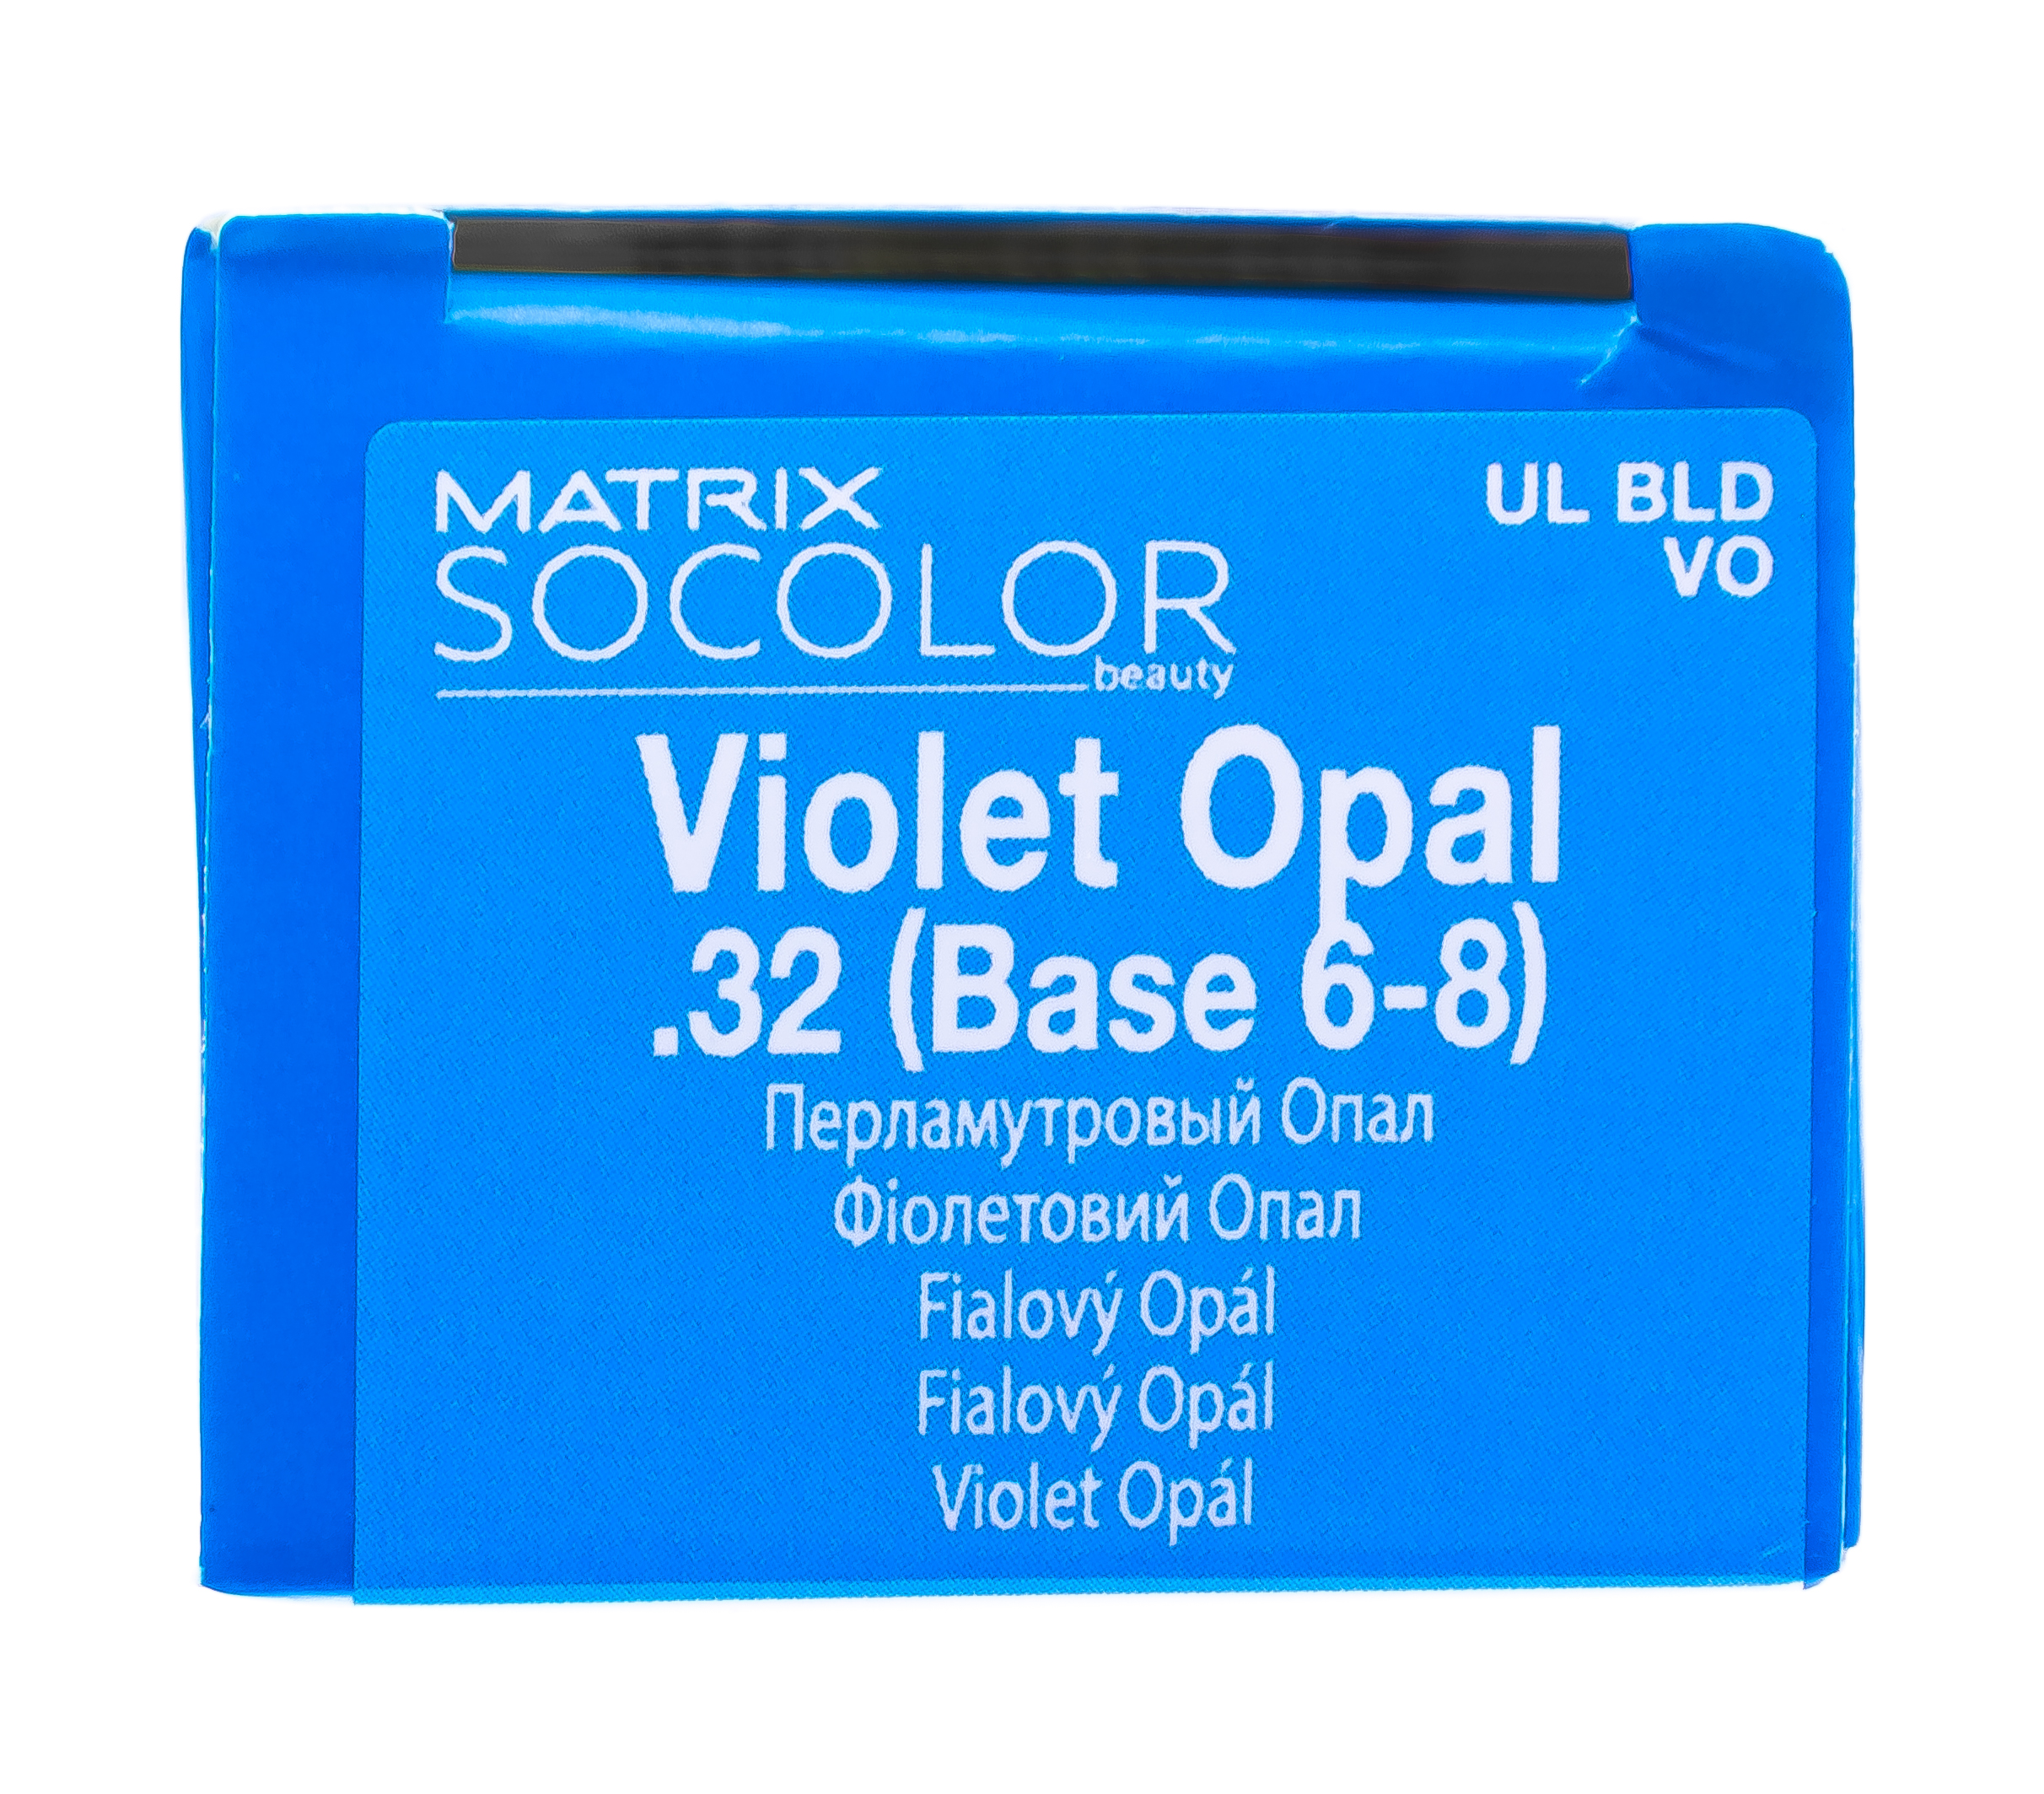 MATRIX
UL BLD
SOCOLOR
VO
beauty
Violet Opal
.32 (Base 6-8)
Перламутровый Опал
Фіолетовий Опал
Fialový Opál
Fialový Opál
Violet Opál